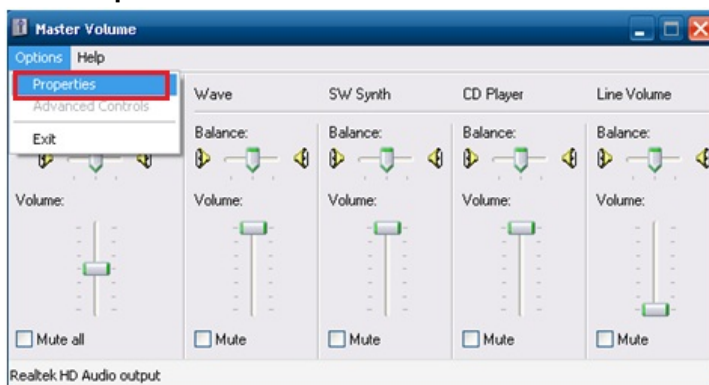 Master Volume
Options Help
Properties
Advanced Controls
Exit
Wave SW Synth CD Player Line Volume
Balance: Balance: Balance: Balance:
Volume: Volume: Volume: Volume: Volume:
Mute all Mute Mute Mute Mute
Realtek HD Audio output